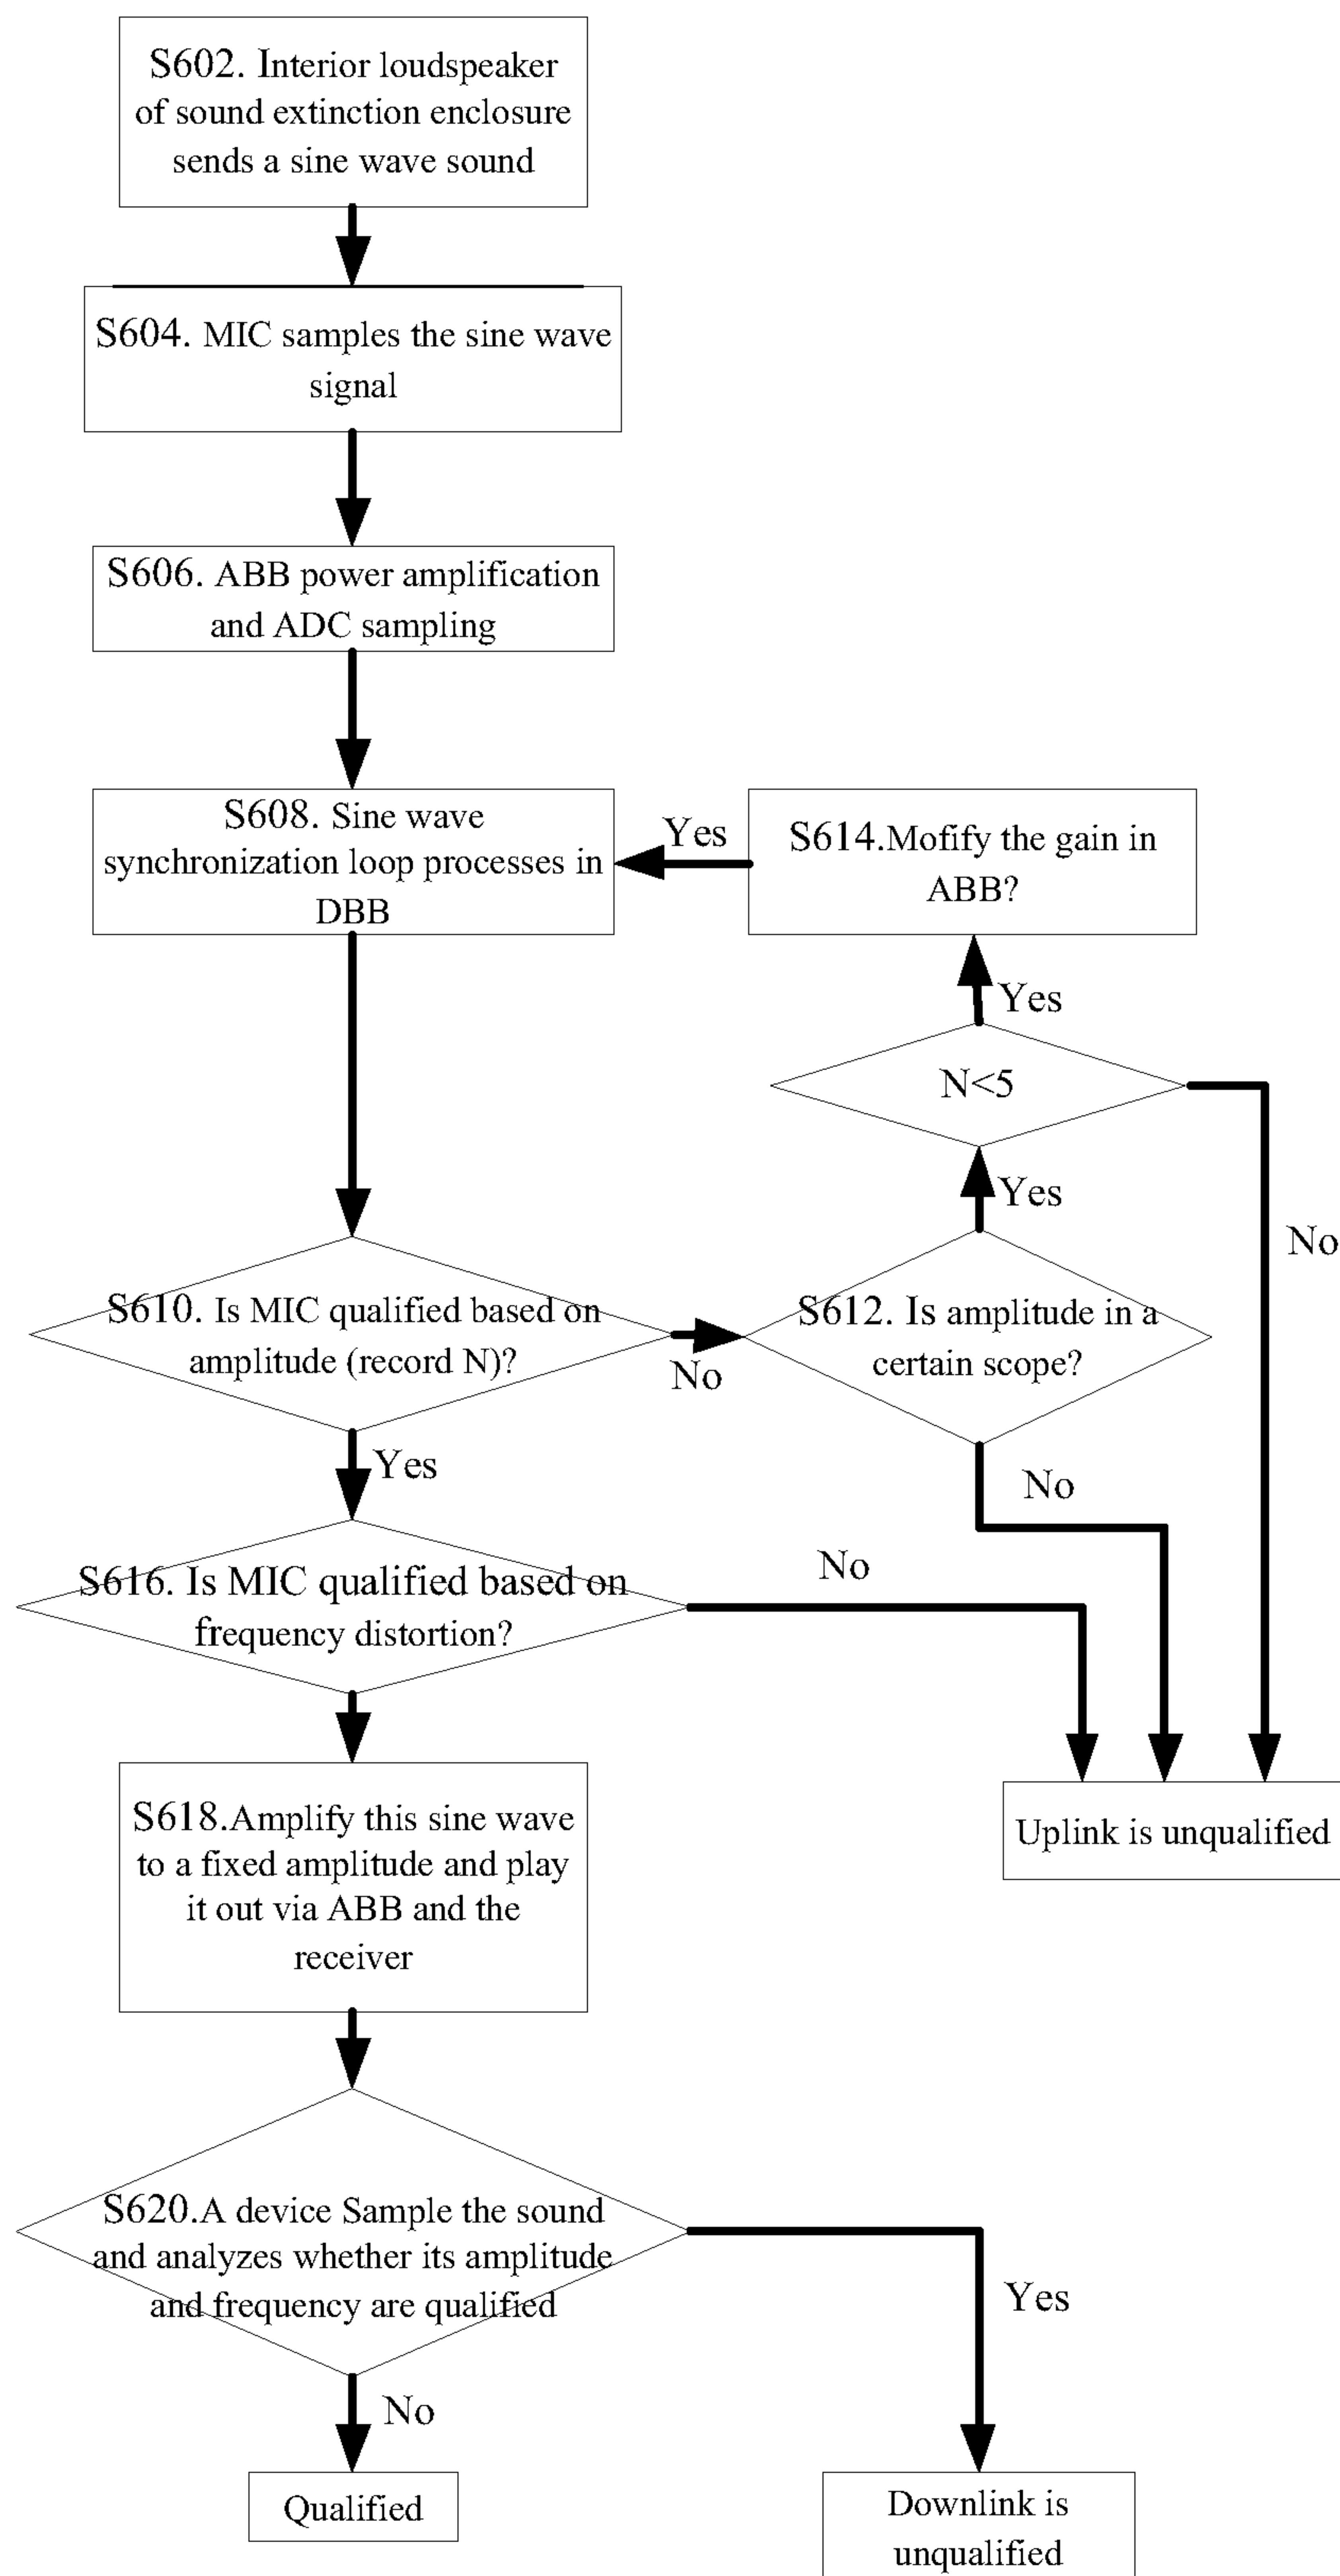 S602. Interior loudspeaker
of sound extinction enclosure
sends a sine wave sound
S604. MIC samples the sine wave
signal
S606. ABB power amplification
and ADC sampling
S608. Sine wave
synchronization loop processes in
DBB
Yes
S614.Mofify the gain in
ABB?
Yes
N<5
No
Yes
S610. Is MIC qualified based on
amplitude (record N)?
No
S612. Is amplitude in a
certain scope?
Yes
No
S616. Is MIC qualified based on
frequency distortion?
No
S618.Amplify this sine wave
to a fixed amplitude and play
it out via ABB and the
receiver
Uplink is unqualified
S620.A device Sample the sound
and analyzes whether its amplitude
and frequency are qualified
Yes
No
Qualified
Downlink is
unqualified